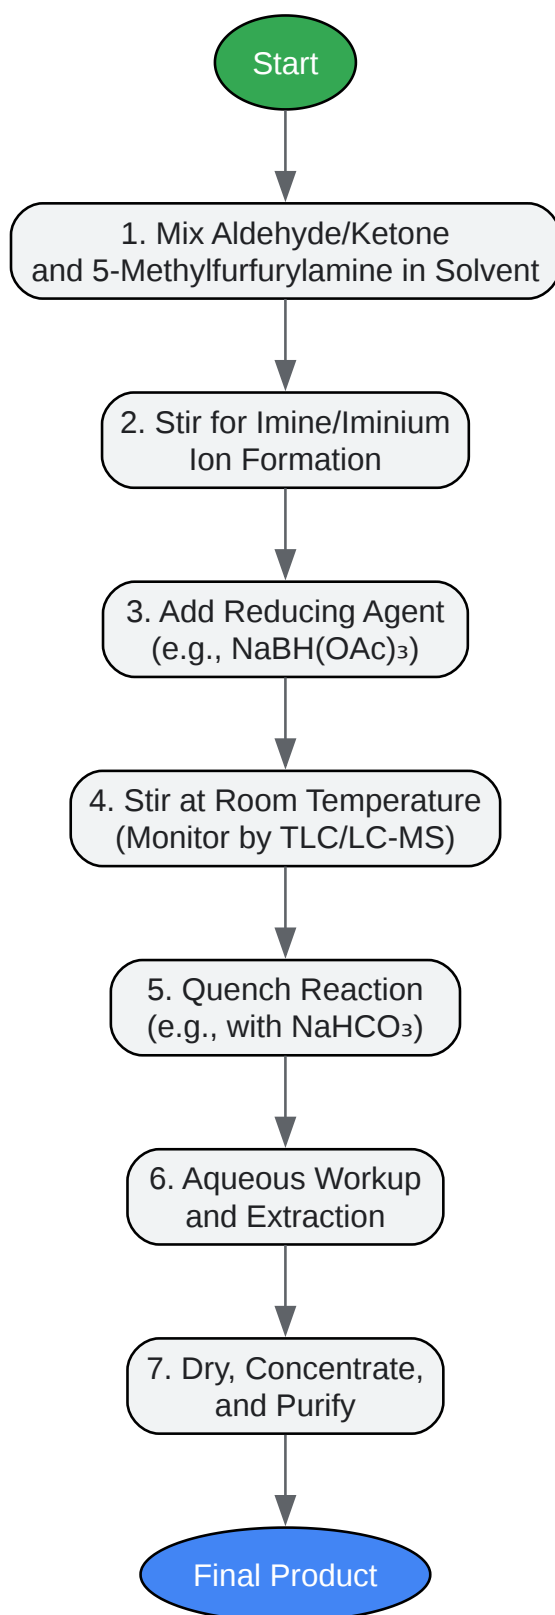 Start
1. Mix Aldehyde/Ketone
and 5-Methylfurfurylamine in Solvent
2. Stir for Imine/Iminium
Ion Formation
3. Add Reducing Agent
(e.g., NaBH(OAc)₃)
4. Stir at Room Temperature
(Monitor by TLC/LC-MS)
5. Quench Reaction
(e.g., with NaHCO₃)
6. Aqueous Workup
and Extraction
7. Dry, Concentrate,
and Purify
Final Product